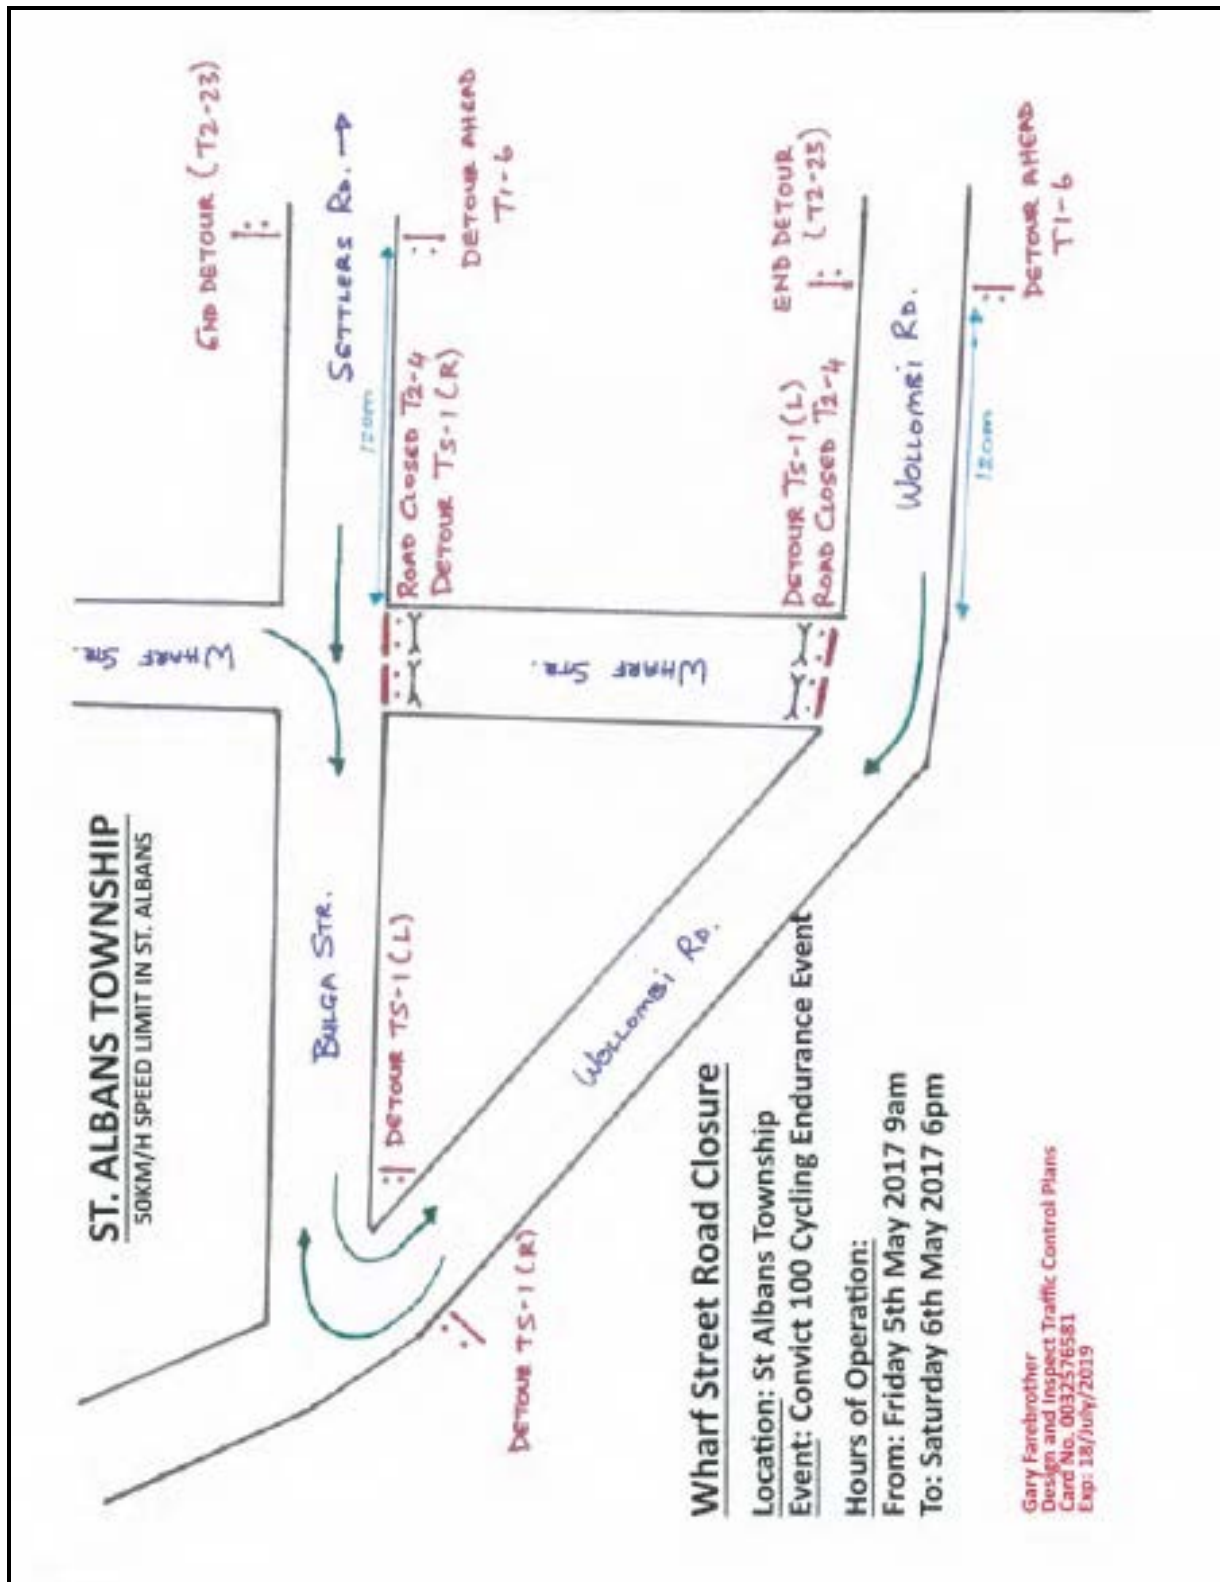 ST. ALBANS TOWNSHIP
50KM/H SPEED LIMIT IN ST. ALBANS
END DETOUR (T2-23)
SETTLERS RD. →
120m
DETOUR AHEAD
T1-6
WHARF STR.
BULGA STR.
ROAD CLOSED T2-4
DETOUR T5-1 (R)
DETOUR T5-1 (L)
WHARF
STR.
END DETOUR
(T2-23)
DETOUR T5-1 (L)
ROAD CLOSED T2-4
WOLLOMBI RD.
DETOUR AHEAD
T1-6
120m
WOLLOMBI RD.
DETOUR T5-1 (R)
Wharf Street Road Closure
Location: St Albans Township
Event: Convict 100 Cycling Endurance Event
Hours of Operation:
From: Friday 5th May 2017 9am
To: Saturday 6th May 2017 6pm
Gary Farebrother
Design and Inspect Traffic Control Plans
Card No. 0032576581
Exp: 18/July/2019